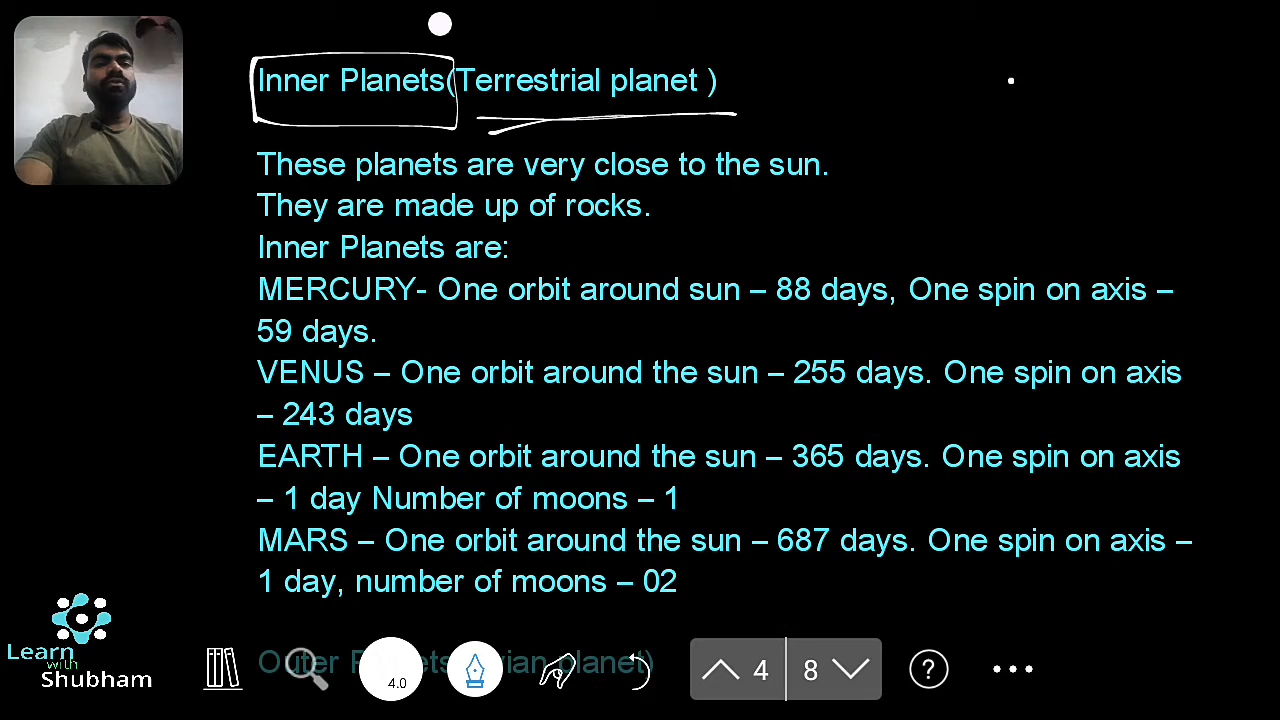 Inner Planets(Terrestrial planet )
These planets are very close to the sun.
They are made up of rocks.
Inner Planets are:
MERCURY- One orbit around sun – 88 days, One spin on axis –
59 days.
VENUS – One orbit around the sun – 255 days. One spin on axis
– 243 days
EARTH – One orbit around the sun – 365 days. One spin on axis
– 1 day Number of moons – 1
MARS – One orbit around the sun – 687 days. One spin on axis –
1 day, number of moons – 02
Outer planet)
Learn
with
Shubham
4.0
4 8
?